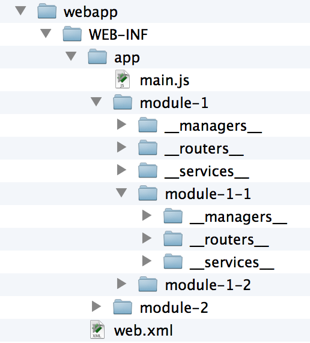 webapp
WEB-INF
app
main.js
module-1
__managers__
__routers__
__services__
module-1-1
__managers__
__routers__
__services__
module-1-2
module-2
web.xml